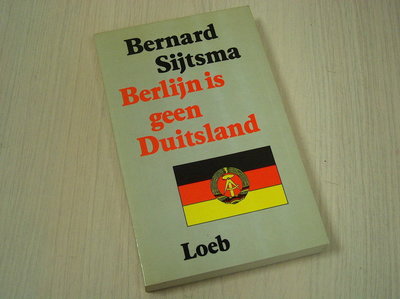 Bernard
Sijtsma
Berlijn is
geen
Duitsland
Loeb